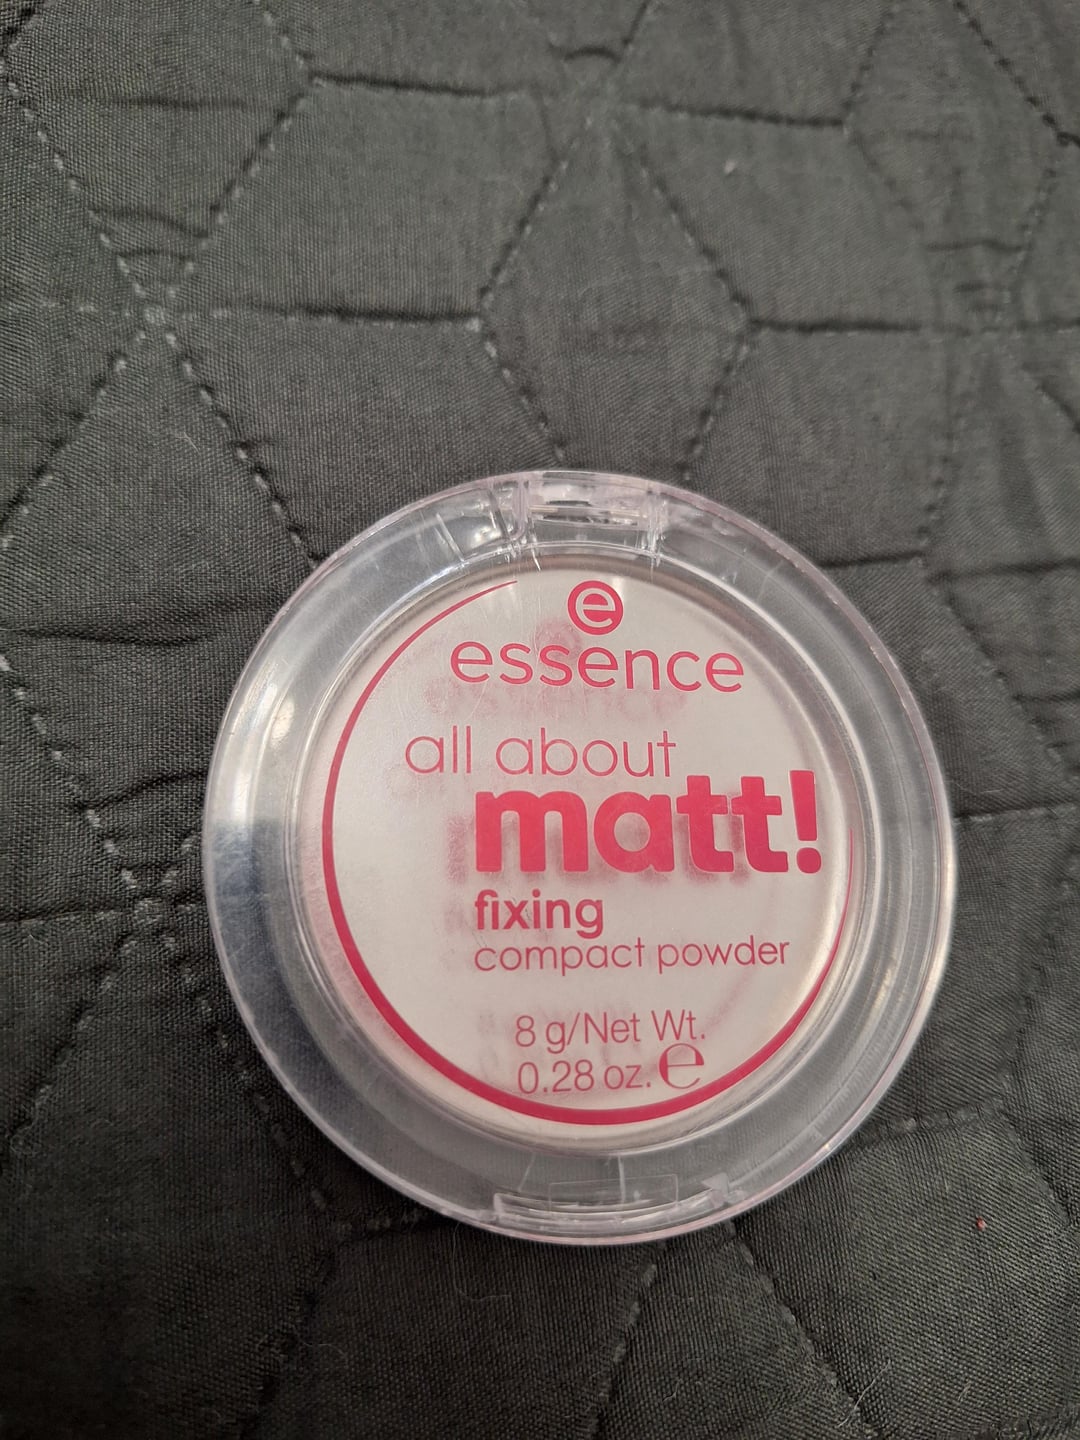 e
essence
all about
matt!
fixing
compact powder
8 g/Net Wt.
0.28 oz. ℮